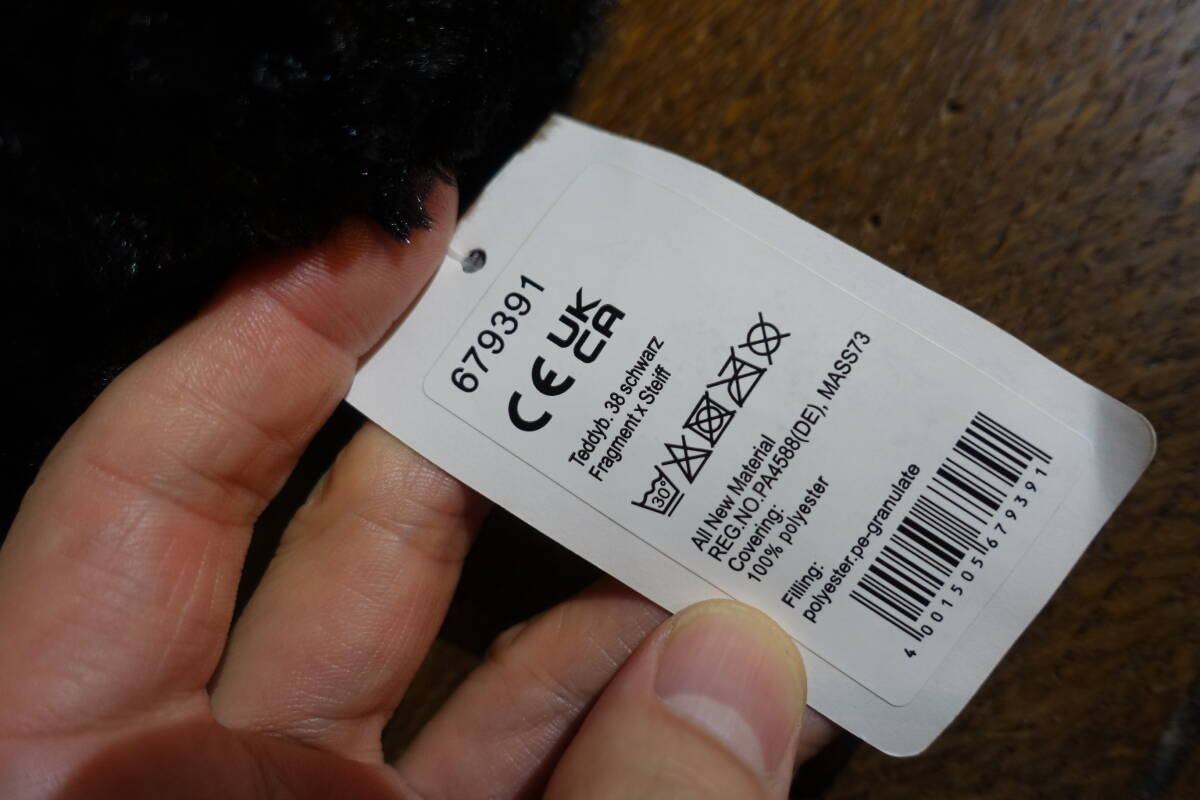 679391
CE UK
CA
Teddyb. 38 schwarz
Fragment x Steiff
30°
All New Material
REG.NO.PA4588(DE), MASS73
Covering:
100% polyester
Filling:
polyester.pe-granulate
4 001505 679391